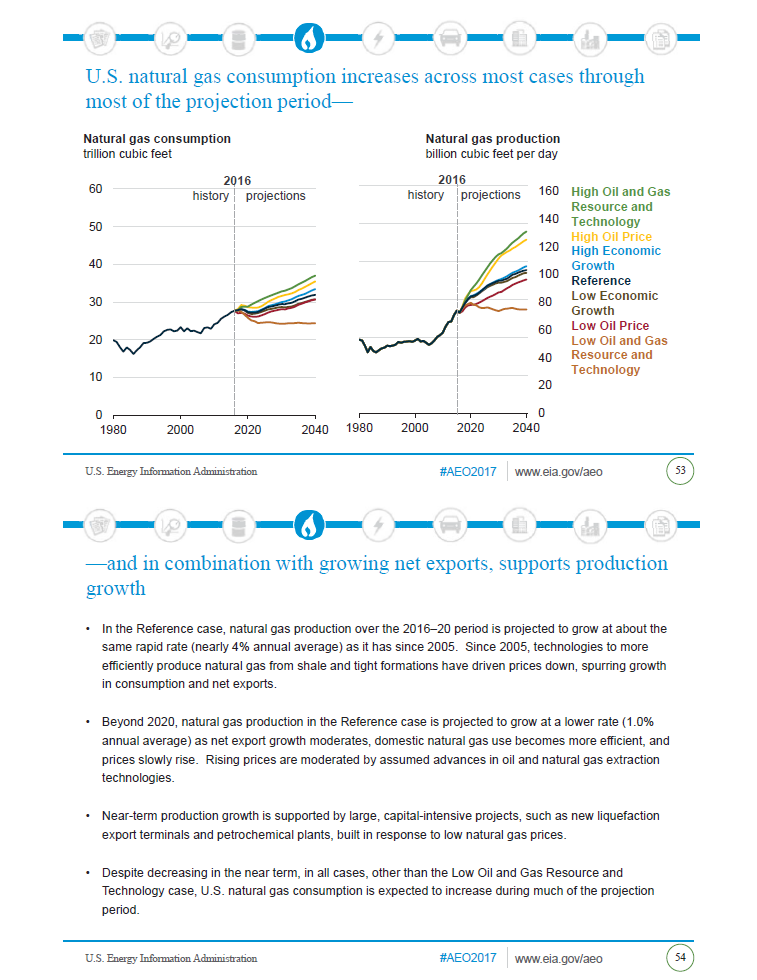 U.S. natural gas consumption increases across most cases through
most of the projection period—
Natural gas consumption
trillion cubic feet
Natural gas production
billion cubic feet per day
2016
history projections
60
50
40
30
20
10
0
1980 2000 2020 2040
2016
history projections
160
140
120
100
80
60
40
20
0
1980 2000 2020 2040
High Oil and Gas
Resource and
Technology
High Oil Price
High Economic
Growth
Reference
Low Economic
Growth
Low Oil Price
Low Oil and Gas
Resource and
Technology
U.S. Energy Information Administration
#AEO2017 www.eia.gov/aeo
53
—and in combination with growing net exports, supports production
growth
• In the Reference case, natural gas production over the 2016–20 period is projected to grow at about the
same rapid rate (nearly 4% annual average) as it has since 2005. Since 2005, technologies to more
efficiently produce natural gas from shale and tight formations have driven prices down, spurring growth
in consumption and net exports.
• Beyond 2020, natural gas production in the Reference case is projected to grow at a lower rate (1.0%
annual average) as net export growth moderates, domestic natural gas use becomes more efficient, and
prices slowly rise. Rising prices are moderated by assumed advances in oil and natural gas extraction
technologies.
• Near-term production growth is supported by large, capital-intensive projects, such as new liquefaction
export terminals and petrochemical plants, built in response to low natural gas prices.
• Despite decreasing in the near term, in all cases, other than the Low Oil and Gas Resource and
Technology case, U.S. natural gas consumption is expected to increase during much of the projection
period.
U.S. Energy Information Administration
#AEO2017 www.eia.gov/aeo
54